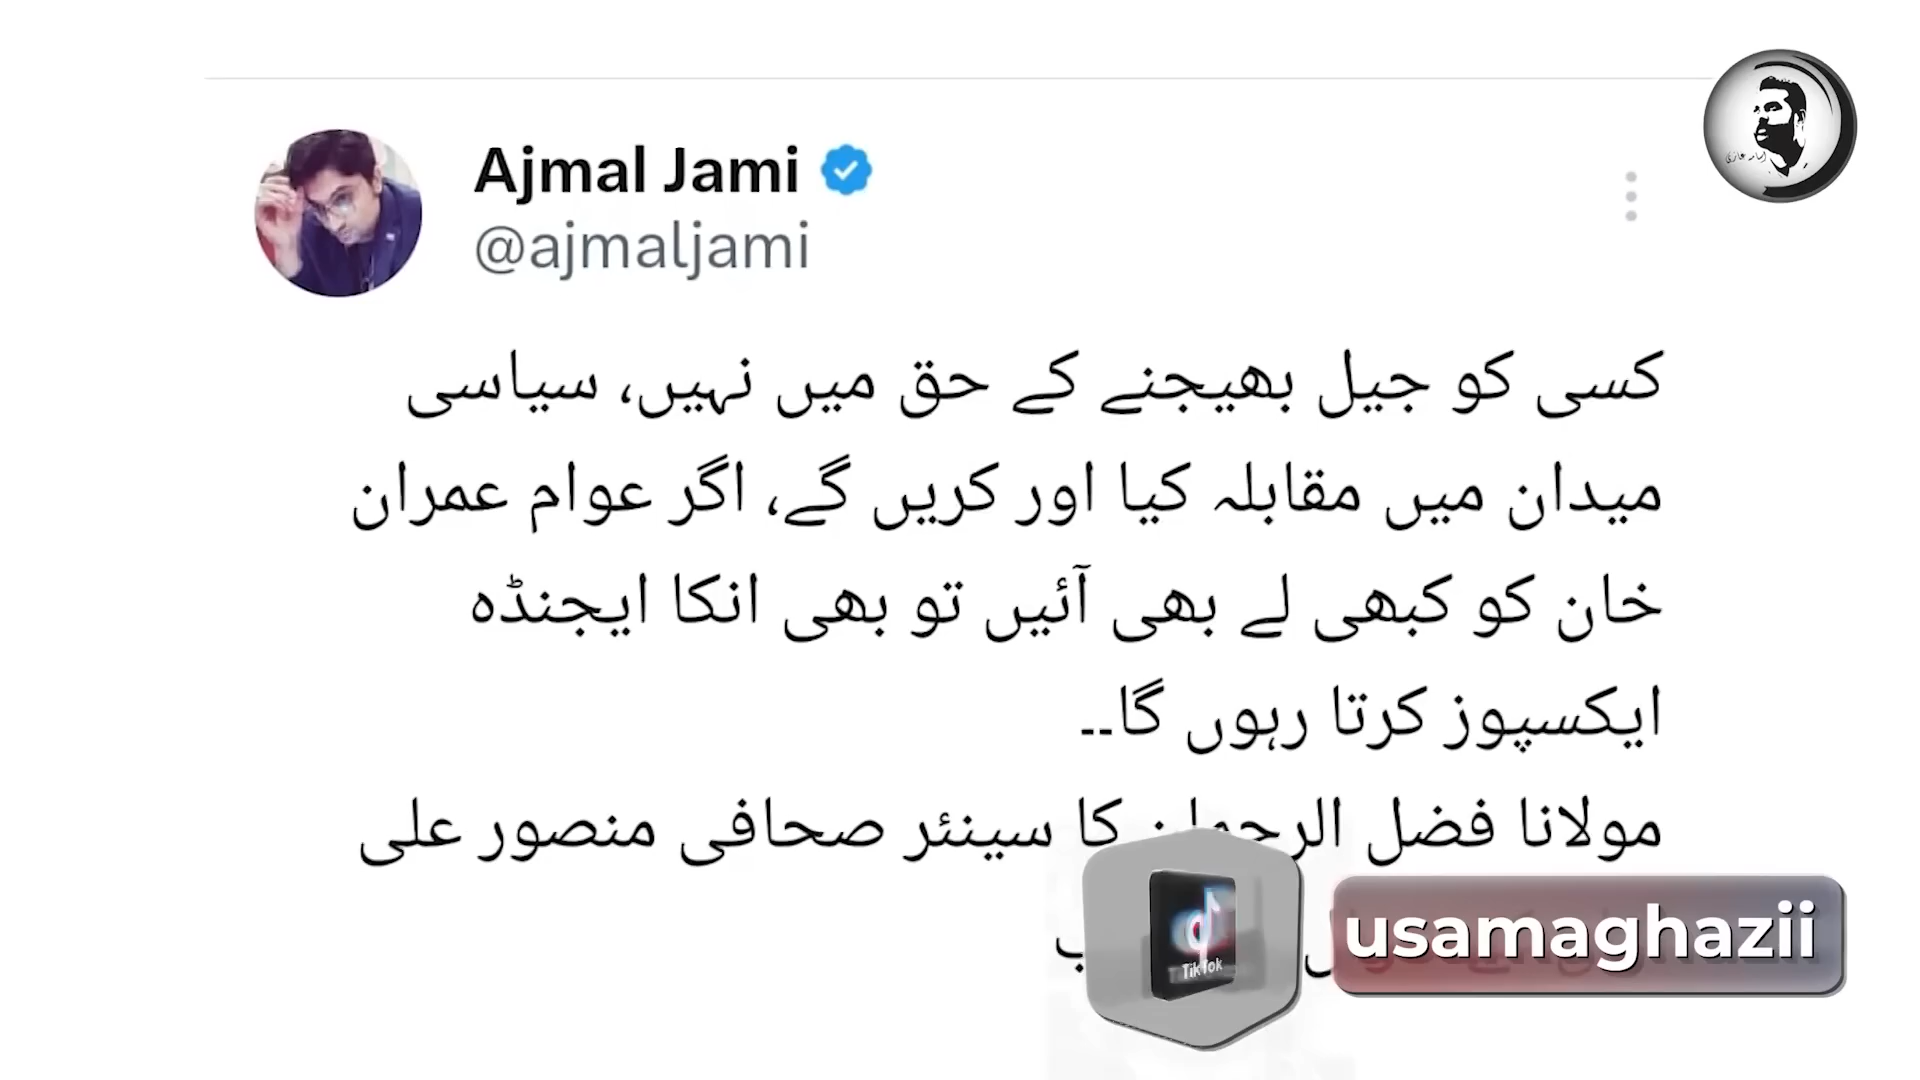 Ajmal Jami
@ajmaljami
کسی کو جیل بھیجنے کے حق میں نہیں، سیاسی
میدان میں مقابلہ کیا اور کریں گے، اگر عوام عمران
خان کو کبھی لے بھی آئیں تو بھی انکا ایجنڈہ
ایکسپوز کرتا رہوں گا۔۔
مولانا فضل الرحمان کا سینئر صحافی منصور علی
TikTok
usamaghazii
اسامہ غازی